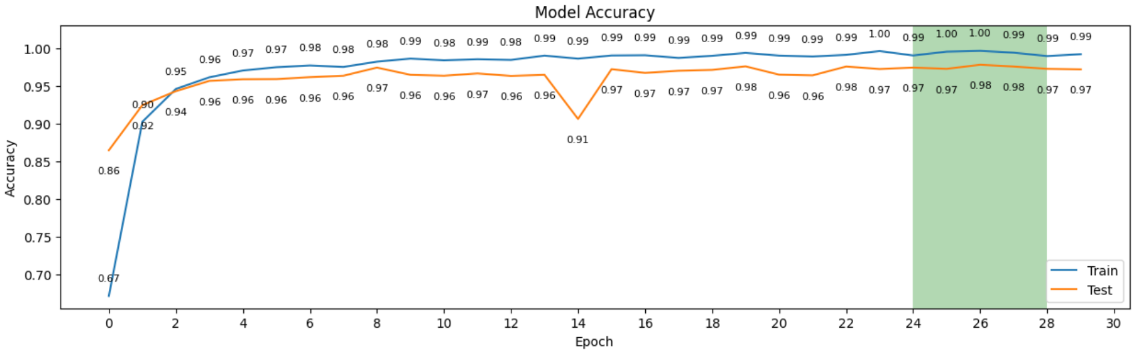 Model Accuracy
Accuracy
1.00
0.95
0.90
0.85
0.80
0.75
0.70
0.67 0.90 0.95 0.96 0.97 0.97 0.98 0.98 0.98 0.99 0.98 0.99 0.98 0.99 0.99 0.99 0.99 0.99 0.99 0.99 0.99 0.99 0.99 1.00 0.99 1.00 1.00 0.99 0.99 0.99
0.86 0.92 0.94 0.96 0.96 0.96 0.96 0.96 0.97 0.96 0.96 0.97 0.96 0.96 0.91 0.97 0.97 0.97 0.97 0.98 0.96 0.96 0.98 0.97 0.97 0.97 0.98 0.98 0.97 0.97
Train
Test
0 2 4 6 8 10 12 14 16 18 20 22 24 26 28 30
Epoch